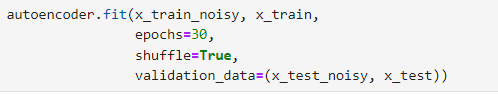 autoencoder.fit(x_train_noisy, x_train,
epochs=30,
shuffle=True,
validation_data=(x_test_noisy, x_test))